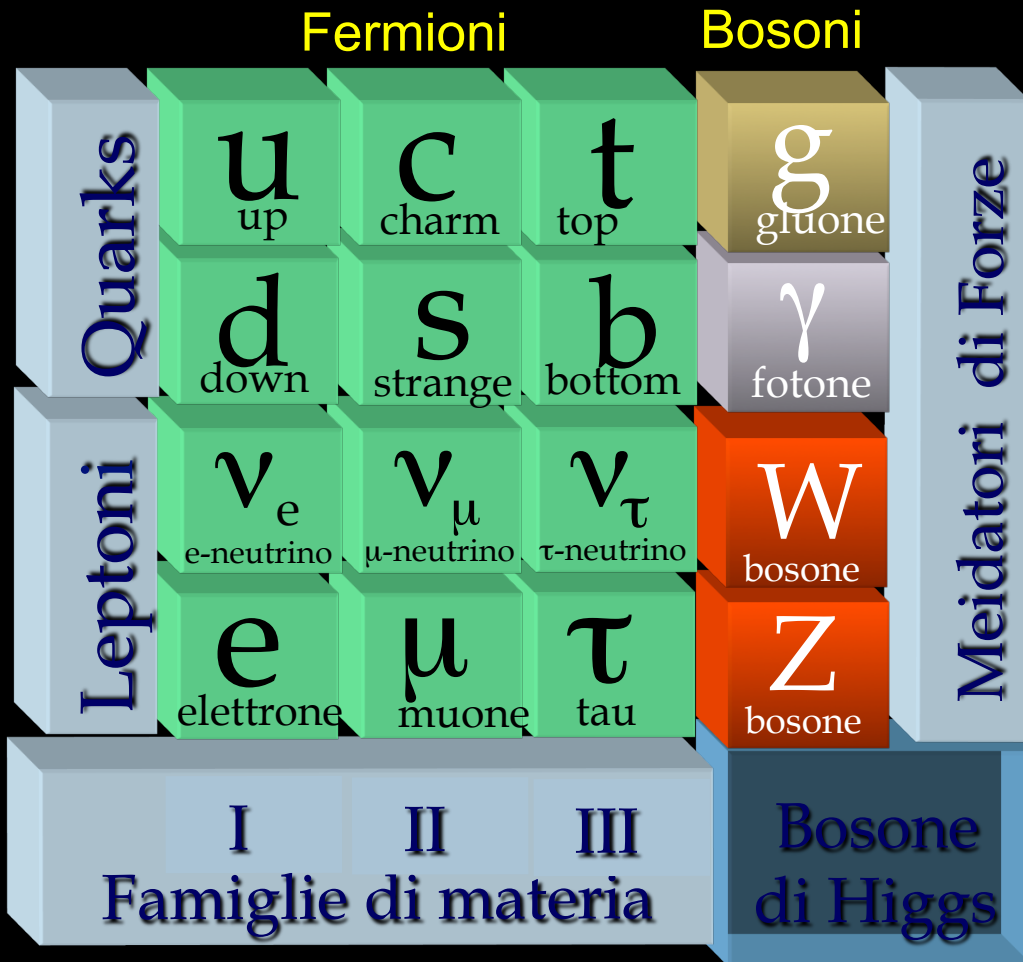 Fermioni
Bosoni
Quarks
u
up
c
charm
t
top
g
gluone
d
down
s
strange
b
bottom
γ
fotone
Leptoni
νe
e-neutrino
νμ
μ-neutrino
ντ
τ-neutrino
W
bosone
e
elettrone
μ
muone
τ
tau
Z
bosone
Meidatori di Forze
I
II
III
Famiglie di materia
Bosone
di Higgs